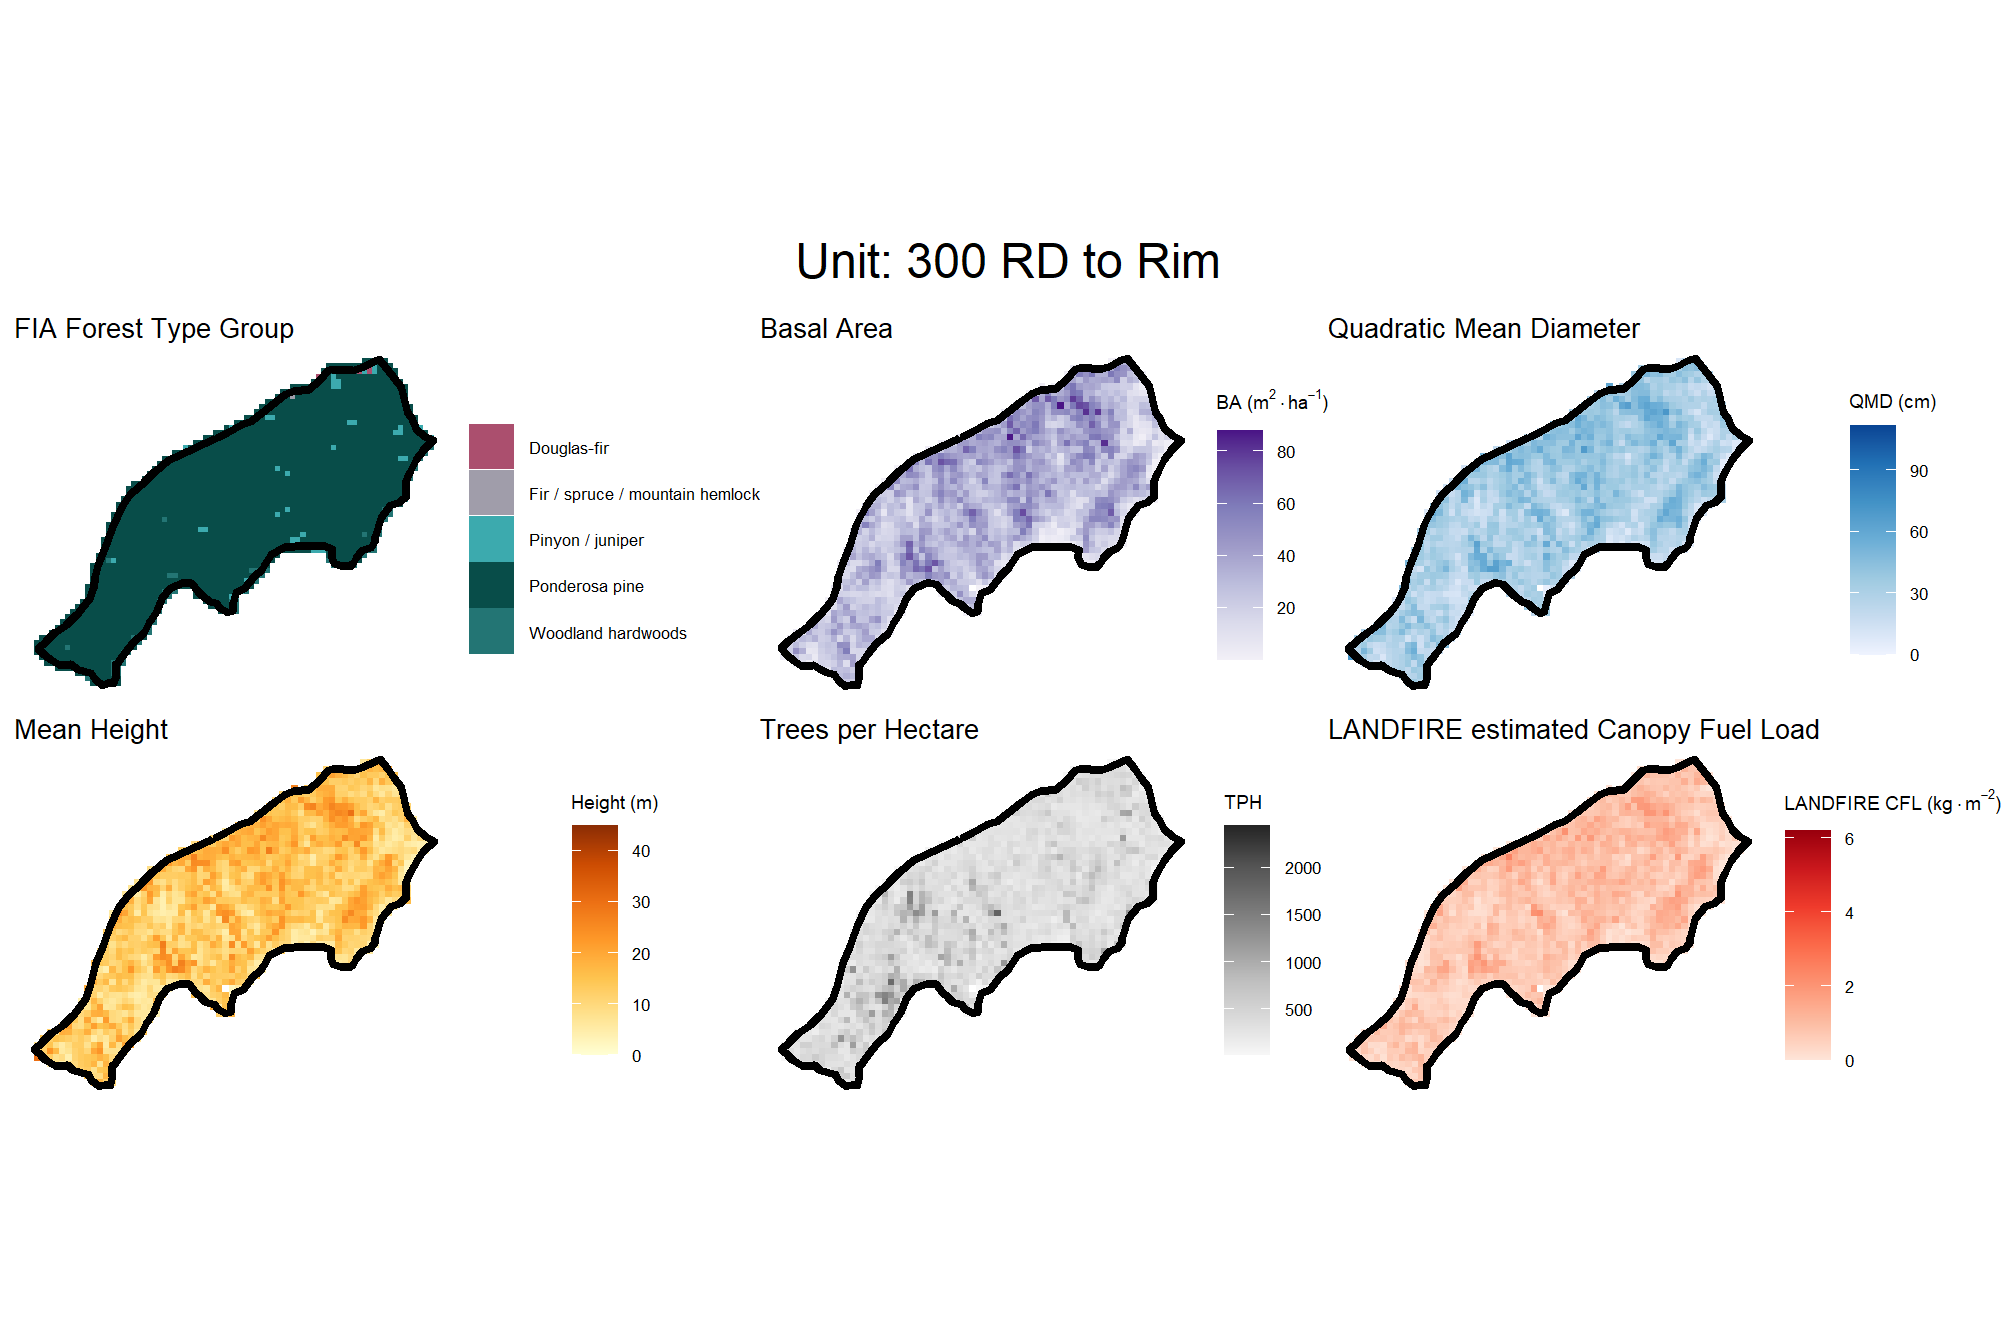 Unit: 300 RD to Rim
FIA Forest Type Group
Douglas-fir
Fir / spruce / mountain hemlock
Pinyon / juniper
Ponderosa pine
Woodland hardwoods
Basal Area
BA (m² · ha⁻¹)
80
60
40
20
Quadratic Mean Diameter
QMD (cm)
90
60
30
0
Mean Height
Height (m)
40
30
20
10
0
Trees per Hectare
TPH
2000
1500
1000
500
LANDFIRE estimated Canopy Fuel Load
LANDFIRE CFL (kg · m⁻²)
6
4
2
0